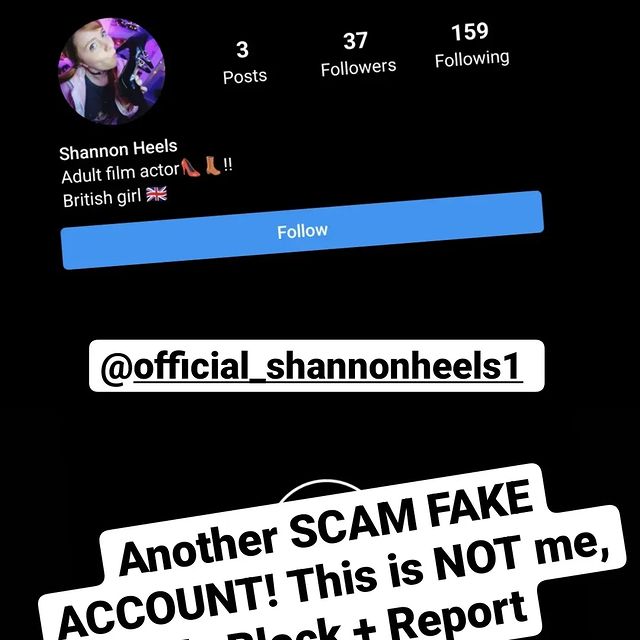 3 37 159
Posts Followers Following
Shannon Heels
Adult film actor👠👢!!
British girl 🇬🇧
Follow
@official_shannonheels1
Another SCAM FAKE
ACCOUNT! This is NOT me,
Block + Report